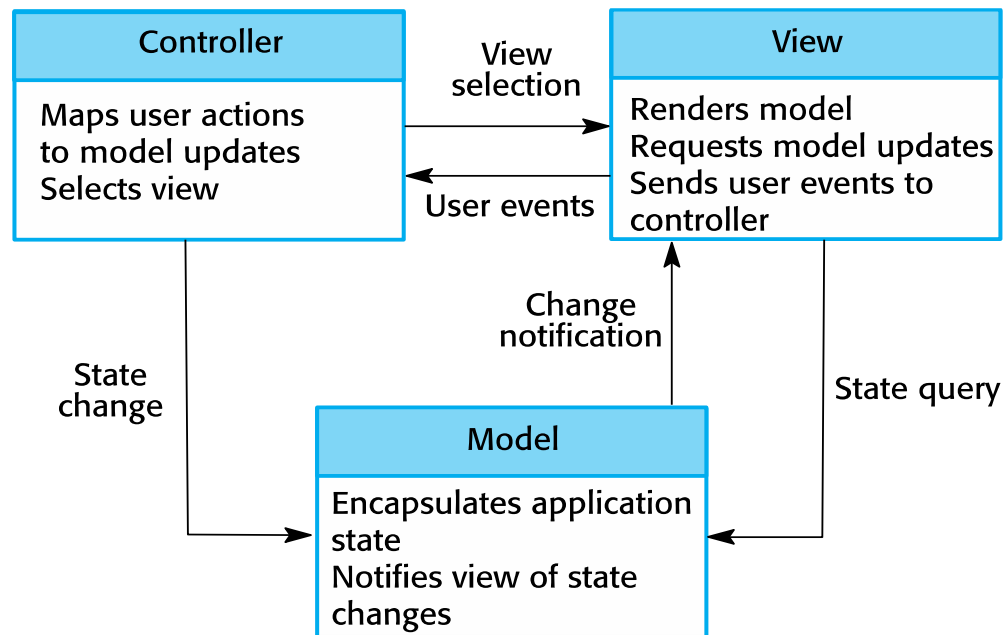 Controller
Maps user actions
to model updates
Selects view
View
selection
User events
View
Renders model
Requests model updates
Sends user events to
controller
State
change
Change
notification
State query
Model
Encapsulates application
state
Notifies view of state
changes